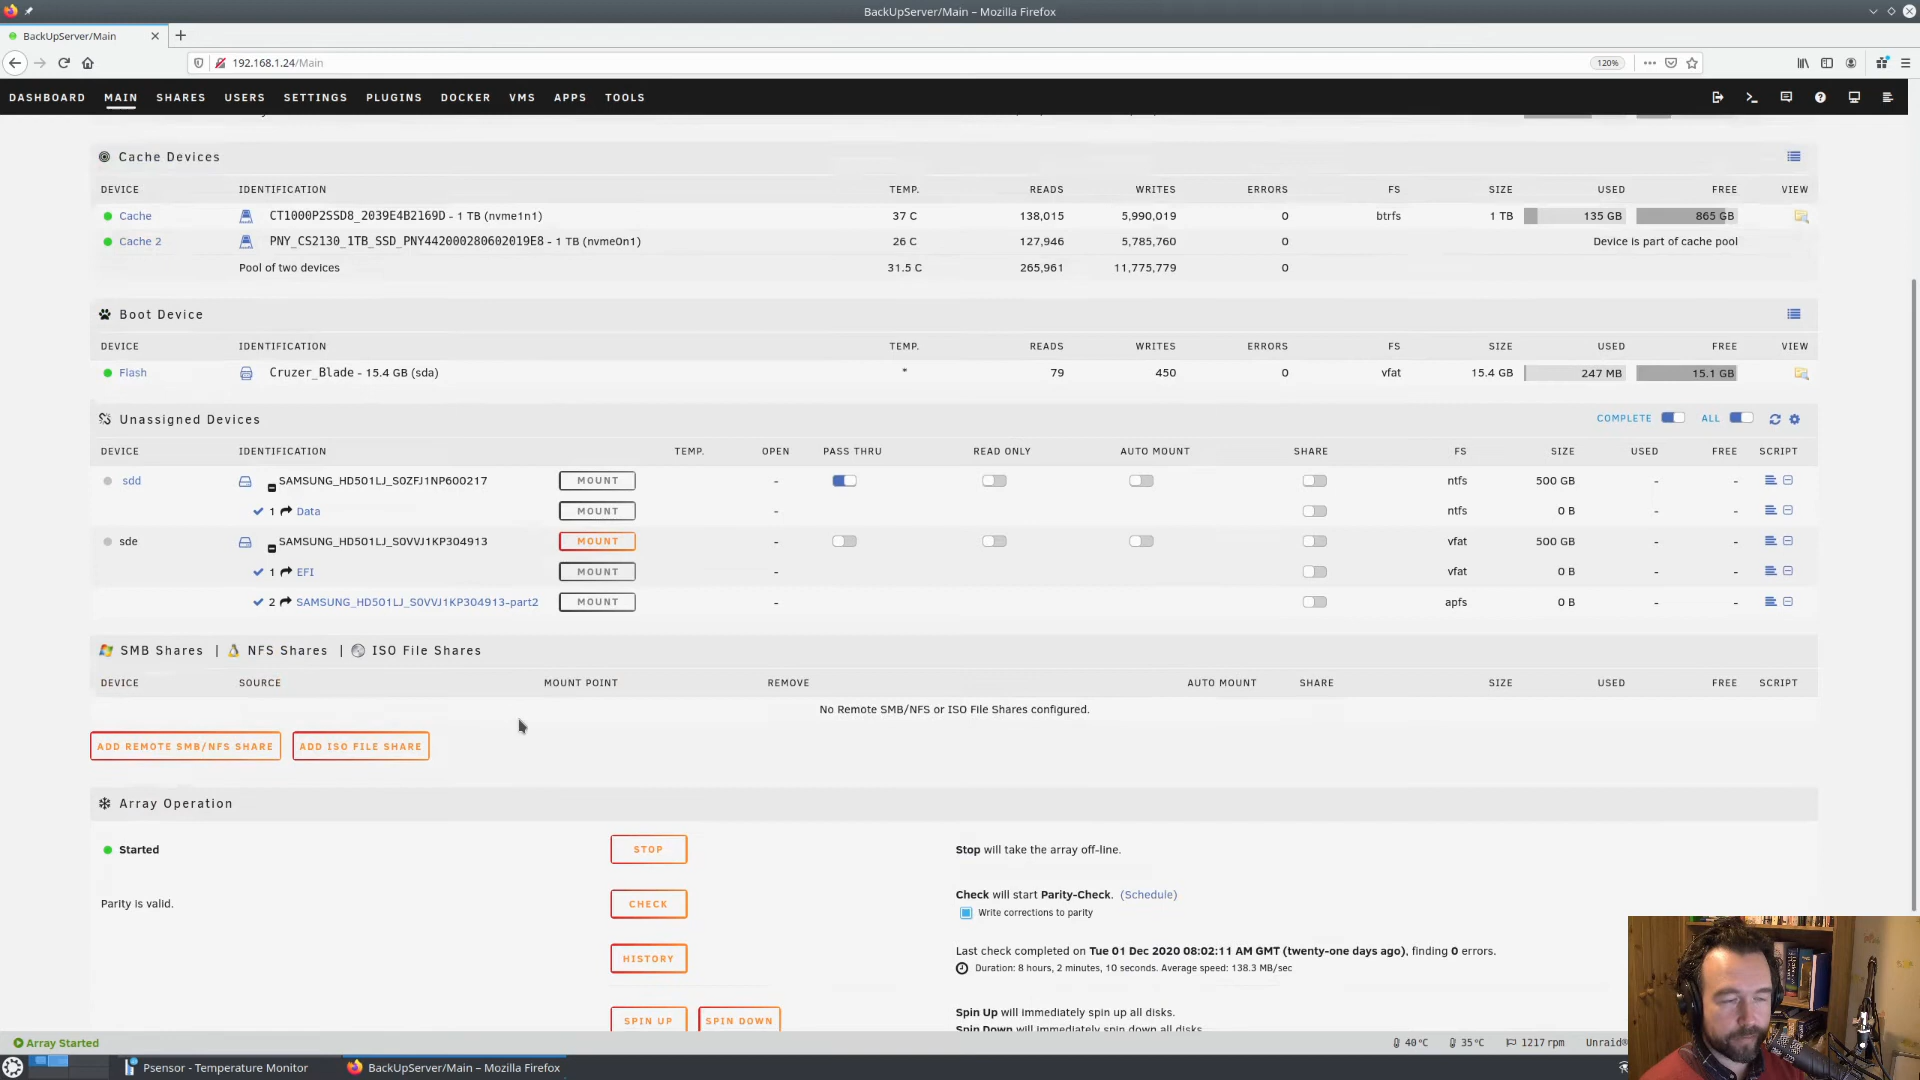 BackUpServer/Main – Mozilla Firefox
BackUpServer/Main
192.168.1.24/Main
120%
DASHBOARD MAIN SHARES USERS SETTINGS PLUGINS DOCKER VMS APPS TOOLS
Cache Devices
DEVICE IDENTIFICATION TEMP. READS WRITES ERRORS FS SIZE USED FREE VIEW
Cache CT1000P2SSD8_2039E4B2169D - 1 TB (nvme1n1) 37 C 138,015 5,990,019 0 btrfs 1 TB 135 GB 865 GB
Cache 2 PNY_CS2130_1TB_SSD_PNY442000280602019E8 - 1 TB (nvme0n1) 26 C 127,946 5,785,760 0 Device is part of cache pool
Pool of two devices 31.5 C 265,961 11,775,779 0
Boot Device
DEVICE IDENTIFICATION TEMP. READS WRITES ERRORS FS SIZE USED FREE VIEW
Flash Cruzer_Blade - 15.4 GB (sda) * 79 450 0 vfat 15.4 GB 247 MB 15.1 GB
Unassigned Devices COMPLETE ALL
DEVICE IDENTIFICATION TEMP. OPEN PASS THRU READ ONLY AUTO MOUNT SHARE FS SIZE USED FREE SCRIPT
sdd SAMSUNG_HD501LJ_S0ZFJ1NP600217 MOUNT - ntfs 500 GB - -
1 Data MOUNT - ntfs 0 B - -
sde SAMSUNG_HD501LJ_S0VVJ1KP304913 MOUNT - vfat 500 GB - -
1 EFI MOUNT - vfat 0 B - -
2 SAMSUNG_HD501LJ_S0VVJ1KP304913-part2 MOUNT - apfs 0 B - -
SMB Shares | NFS Shares | ISO File Shares
DEVICE SOURCE MOUNT POINT REMOVE AUTO MOUNT SHARE SIZE USED FREE SCRIPT
No Remote SMB/NFS or ISO File Shares configured.
ADD REMOTE SMB/NFS SHARE ADD ISO FILE SHARE
Array Operation
Started STOP Stop will take the array off-line.
Parity is valid. CHECK Check will start Parity-Check. (Schedule)
Write corrections to parity
HISTORY Last check completed on Tue 01 Dec 2020 08:02:11 AM GMT (twenty-one days ago), finding 0 errors.
Duration: 8 hours, 2 minutes, 10 seconds. Average speed: 138.3 MB/sec
SPIN UP SPIN DOWN Spin Up will immediately spin up all disks.
Spin Down will immediately spin down all disks.
Array Started 40°C 35°C 1217 rpm Unraid®
Psensor - Temperature Monitor BackUpServer/Main – Mozilla Firefox